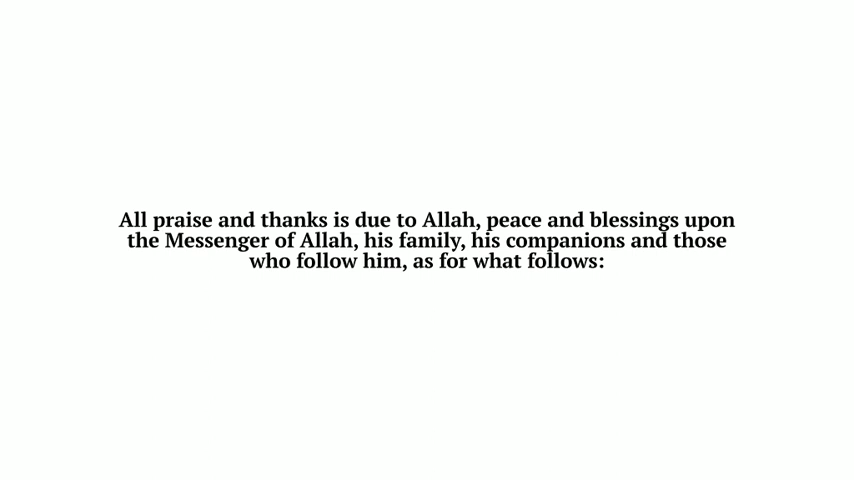 All praise and thanks is due to Allah, peace and blessings upon
the Messenger of Allah, his family, his companions and those
who follow him, as for what follows: